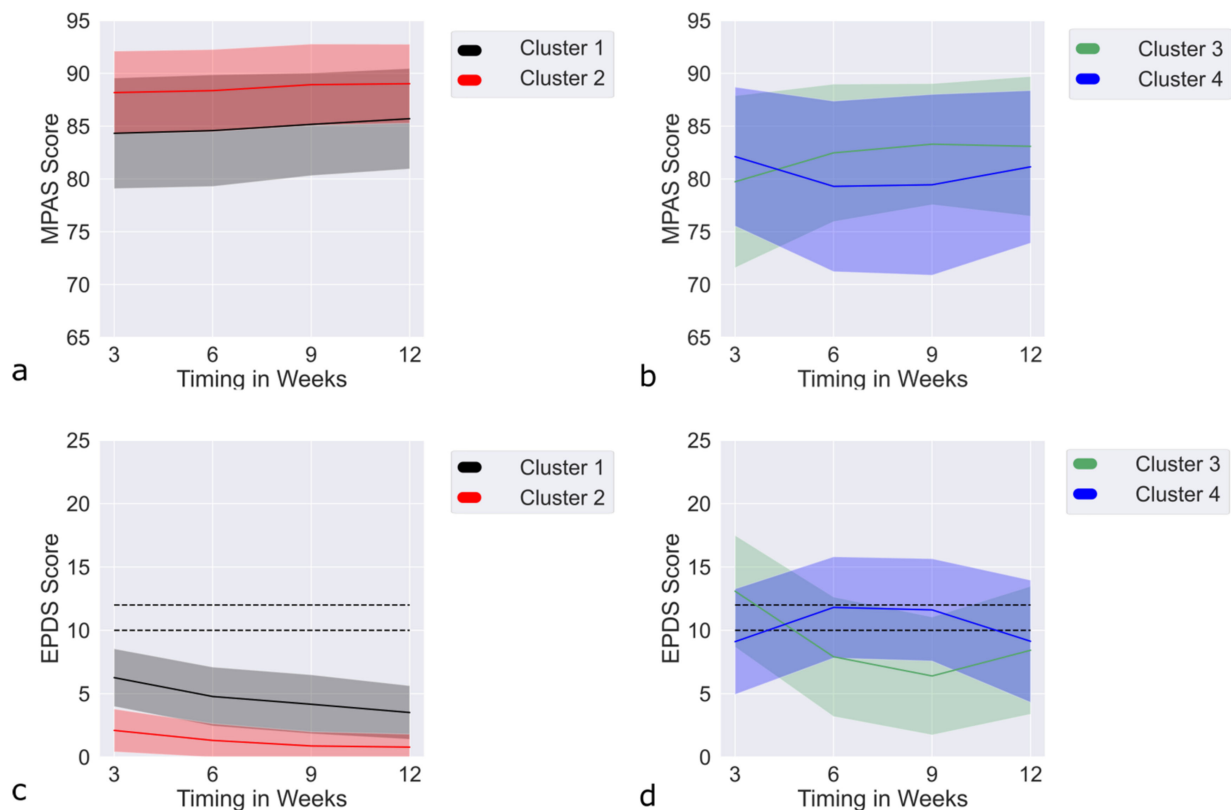 95
90
85
80
75
70
65
MPAS Score
3 6 9 12
Timing in Weeks
Cluster 1
Cluster 2
a
95
90
85
80
75
70
65
MPAS Score
3 6 9 12
Timing in Weeks
Cluster 3
Cluster 4
b
25
20
15
10
5
0
EPDS Score
3 6 9 12
Timing in Weeks
Cluster 1
Cluster 2
c
25
20
15
10
5
0
EPDS Score
3 6 9 12
Timing in Weeks
Cluster 3
Cluster 4
d